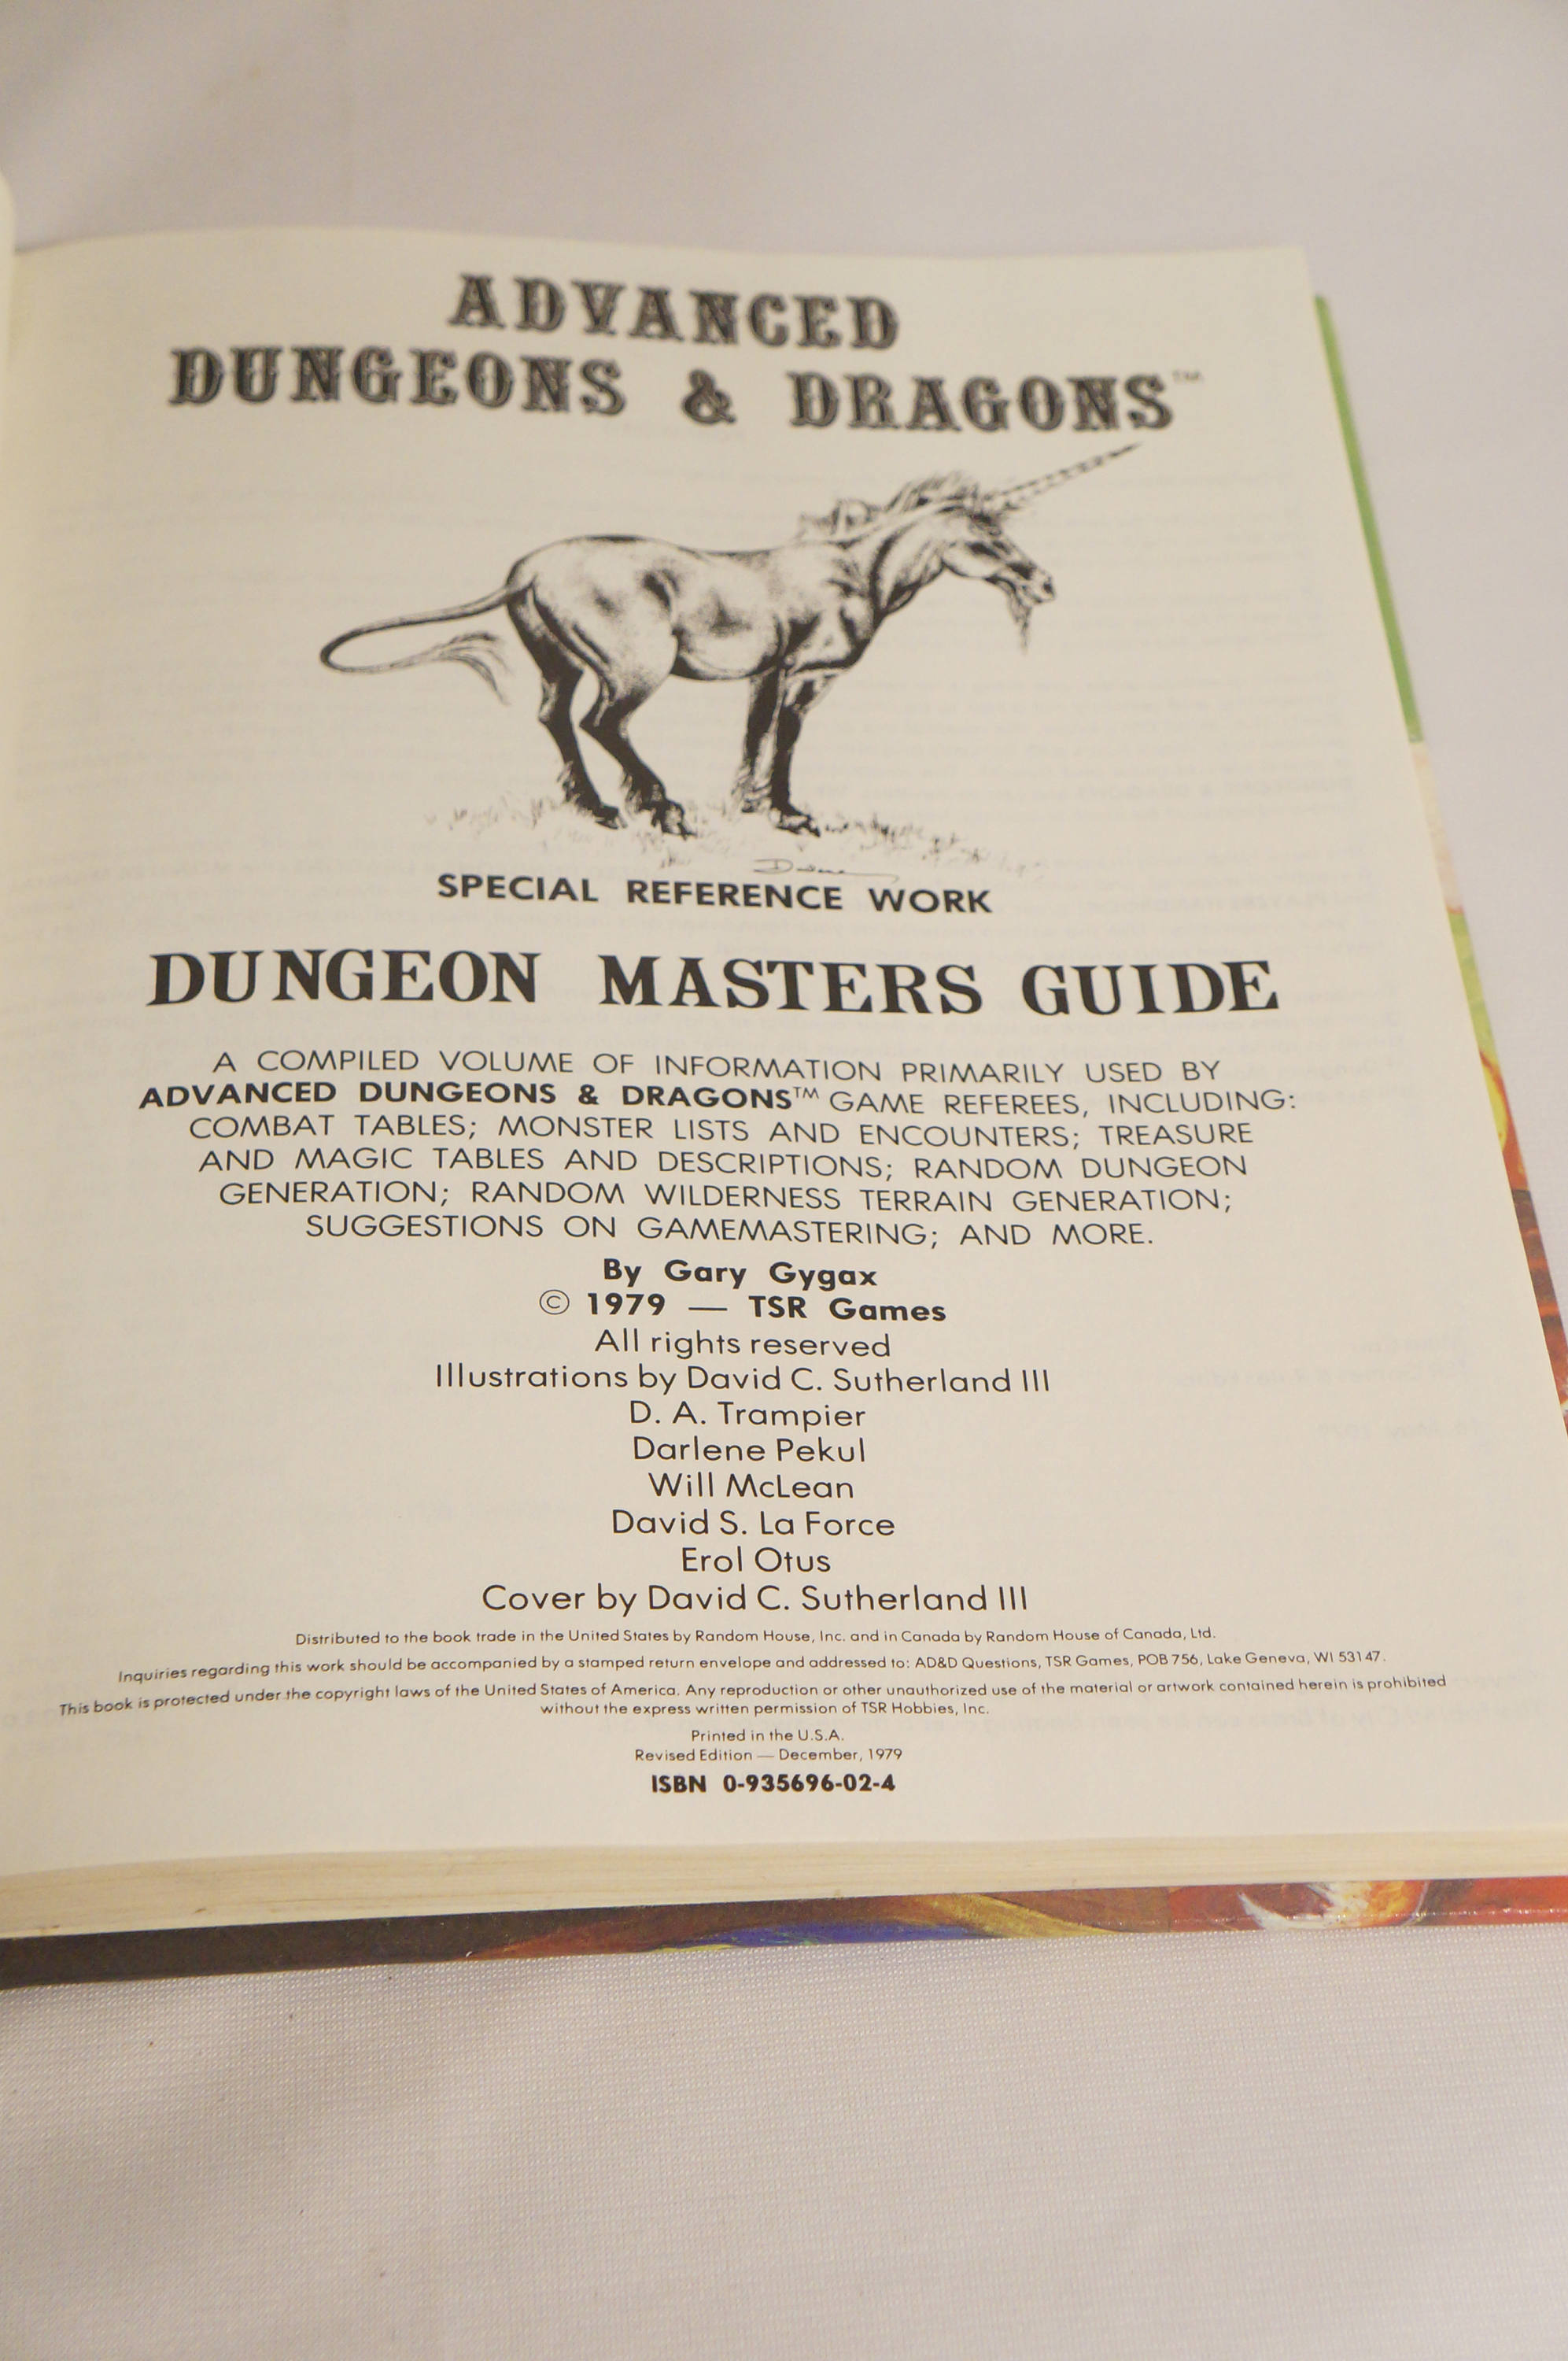 ADVANCED
DUNGEONS & DRAGONS™
SPECIAL REFERENCE WORK
DUNGEON MASTERS GUIDE
A COMPILED VOLUME OF INFORMATION PRIMARILY USED BY
ADVANCED DUNGEONS & DRAGONS™ GAME REFEREES, INCLUDING:
COMBAT TABLES; MONSTER LISTS AND ENCOUNTERS; TREASURE
AND MAGIC TABLES AND DESCRIPTIONS; RANDOM DUNGEON
GENERATION; RANDOM WILDERNESS TERRAIN GENERATION;
SUGGESTIONS ON GAMEMASTERING; AND MORE.
By Gary Gygax
© 1979 — TSR Games
All rights reserved
Illustrations by David C. Sutherland III
D. A. Trampier
Darlene Pekul
Will McLean
David S. La Force
Erol Otus
Cover by David C. Sutherland III
Distributed to the book trade in the United States by Random House, Inc. and in Canada by Random House of Canada, Ltd.
Inquiries regarding this work should be accompanied by a stamped return envelope and addressed to: AD&D Questions, TSR Games, POB 756, Lake Geneva, WI 53147.
This book is protected under the copyright laws of the United States of America. Any reproduction or other unauthorized use of the material or artwork contained herein is prohibited
without the express written permission of TSR Hobbies, Inc.
Printed in the U.S.A.
Revised Edition — December, 1979
ISBN 0-935696-02-4